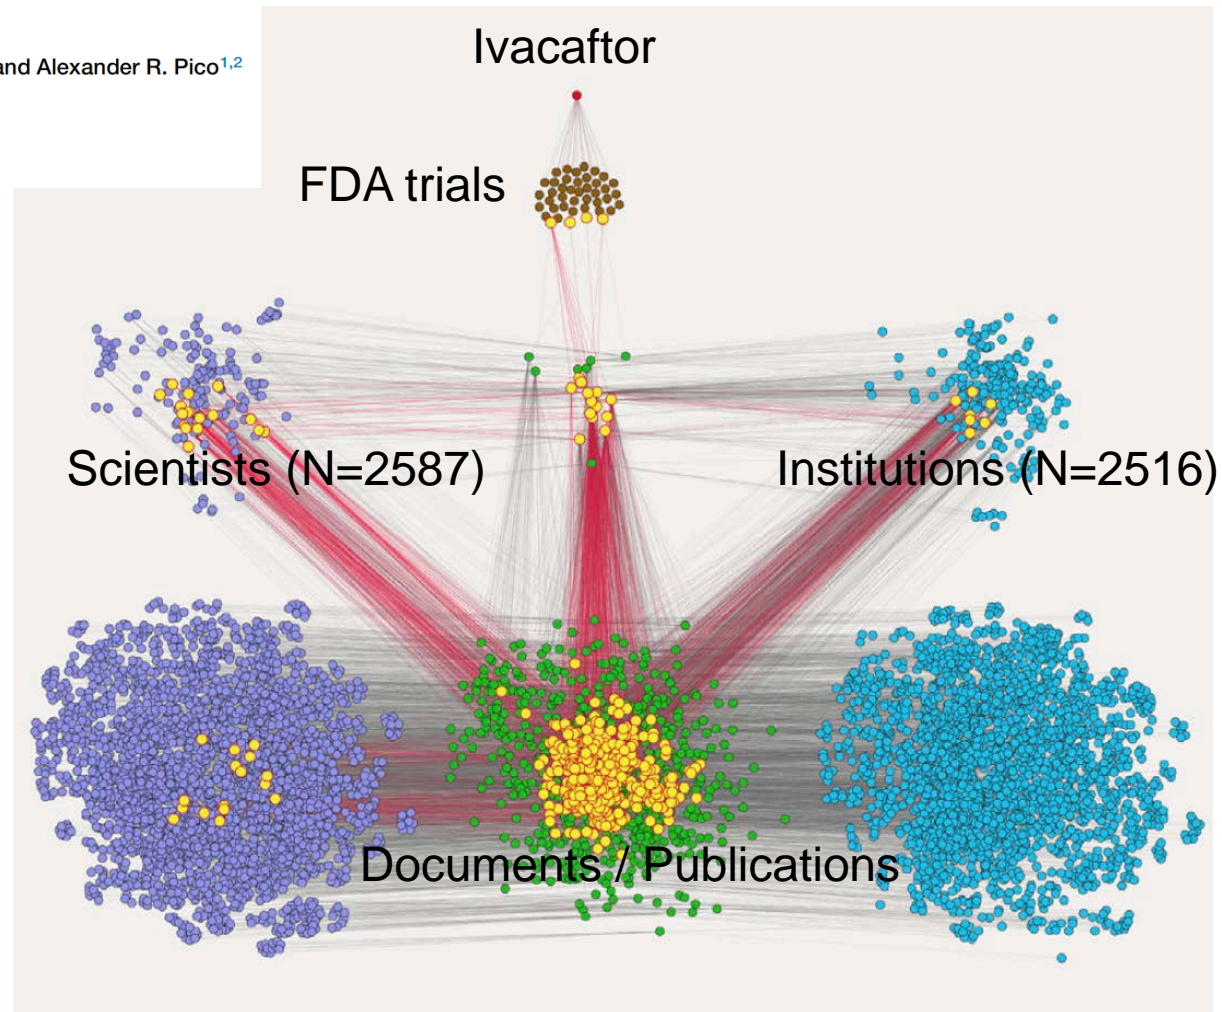 and Alexander R. Pico1,2
Ivacaftor
FDA trials
Scientists (N=2587)
Institutions (N=2516)
Documents / Publications